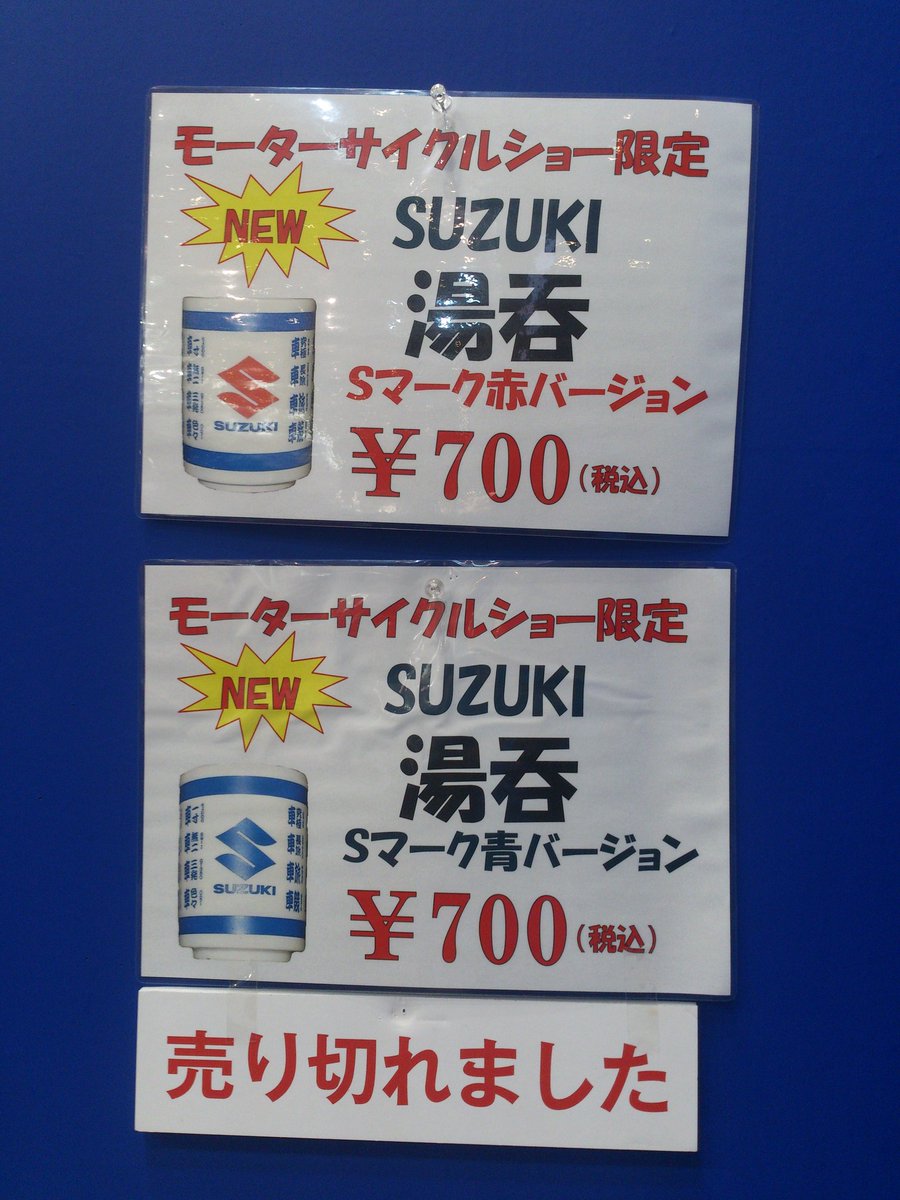 モーターサイクルショー限定
NEW
SUZUKI
湯呑
Sマーク赤バージョン
SUZUKI
¥700(税込)
モーターサイクルショー限定
NEW
SUZUKI
湯呑
Sマーク青バージョン
SUZUKI
¥700(税込)
売り切れました